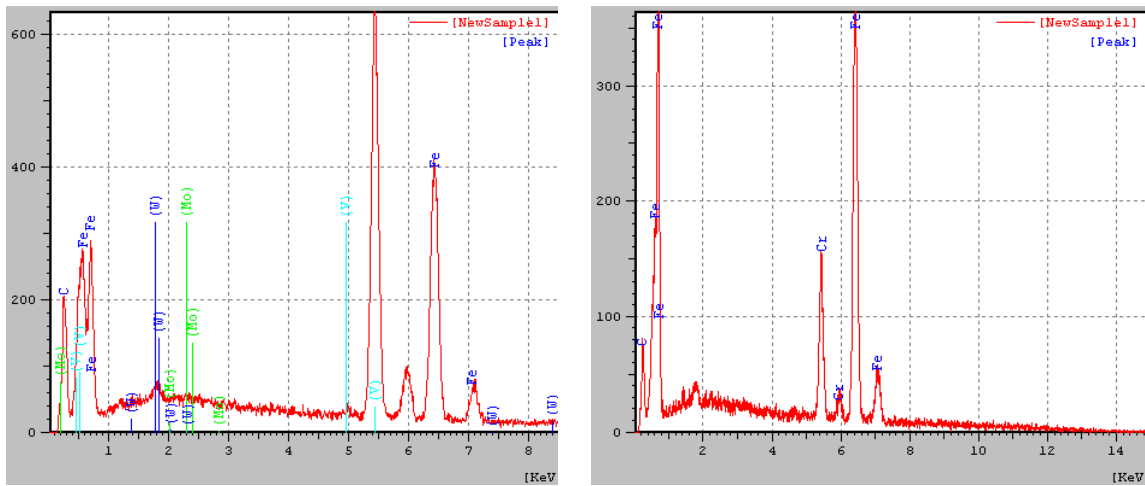 [NewSample1]
[Peak]
600
400
200
0
C
Fe
Fe
Fe
(Mo)
(V)
(V)
(W)
(W)
(W)
(W)
(W)
(Mo)
(Mo)
(Mo)
(Mo)
(V)
(V)
Fe
Fe
(W)
(W)
1 2 3 4 5 6 7 8
[KeV
[NewSample1]
[Peak]
300
200
100
0
C
Fe
Fe
Fe
Cr
Cr
Fe
Fe
2 4 6 8 10 12 14
[KeV